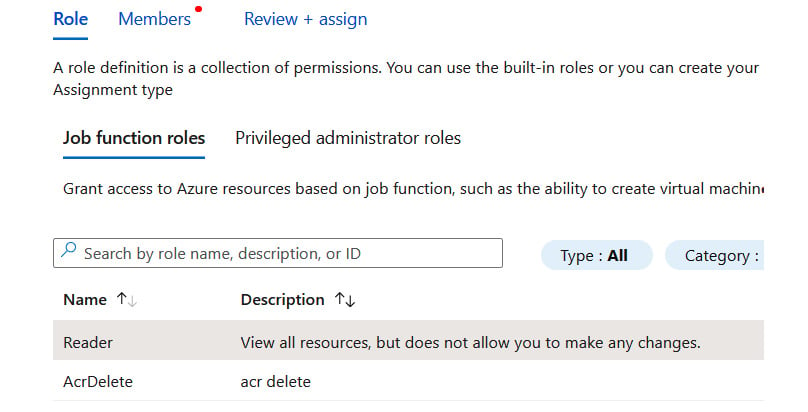 Role Members Review + assign
A role definition is a collection of permissions. You can use the built-in roles or you can create your
Assignment type
Job function roles Privileged administrator roles
Grant access to Azure resources based on job function, such as the ability to create virtual machine
Search by role name, description, or ID Type : All Category :
Name ↑↓ Description ↑↓
Reader View all resources, but does not allow you to make any changes.
AcrDelete acr delete